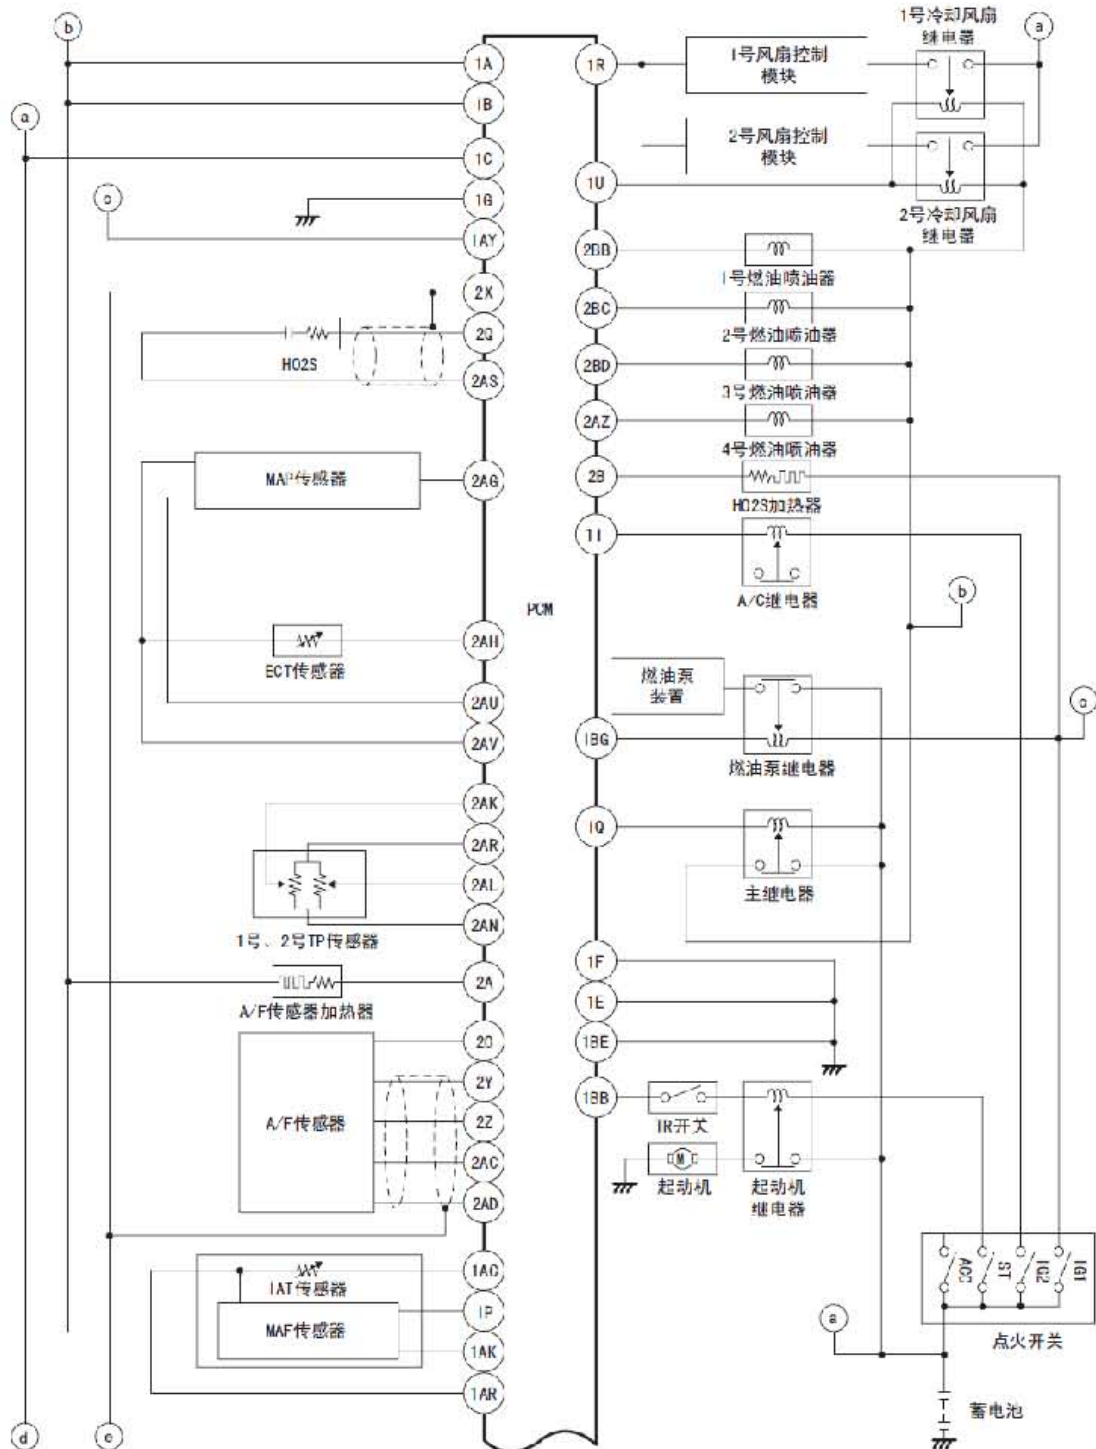 b
1号冷却风扇
继电器
a
1A
1R
1号风扇控制
模块
1B
a
2号风扇控制
模块
1C
1U
1G
2号冷却风扇
继电器
1AY
2BB
1号燃油喷油器
2X
2BC
2号燃油喷油器
2Q
HO2S
2AS
2BD
3号燃油喷油器
2AZ
4号燃油喷油器
MAP传感器
2AG
2B
HO2S加热器
1I
A/C继电器
PCM
b
2AH
ECT传感器
燃油泵
装置
2AU
2AV
1BG
燃油泵继电器
2AK
1Q
2AR
2AL
主继电器
2AN
1号、2号TP传感器
1F
2A
A/F传感器加热器
1E
2O
1BE
2Y
1BB
IR开关
A/F传感器
2Z
2AC
M
起动机
起动机
继电器
2AD
ACC
ST
IG2
IG1
1AG
IAT传感器
1P
MAF传感器
a
点火开关
1AK
1AR
蓄电池
d
e